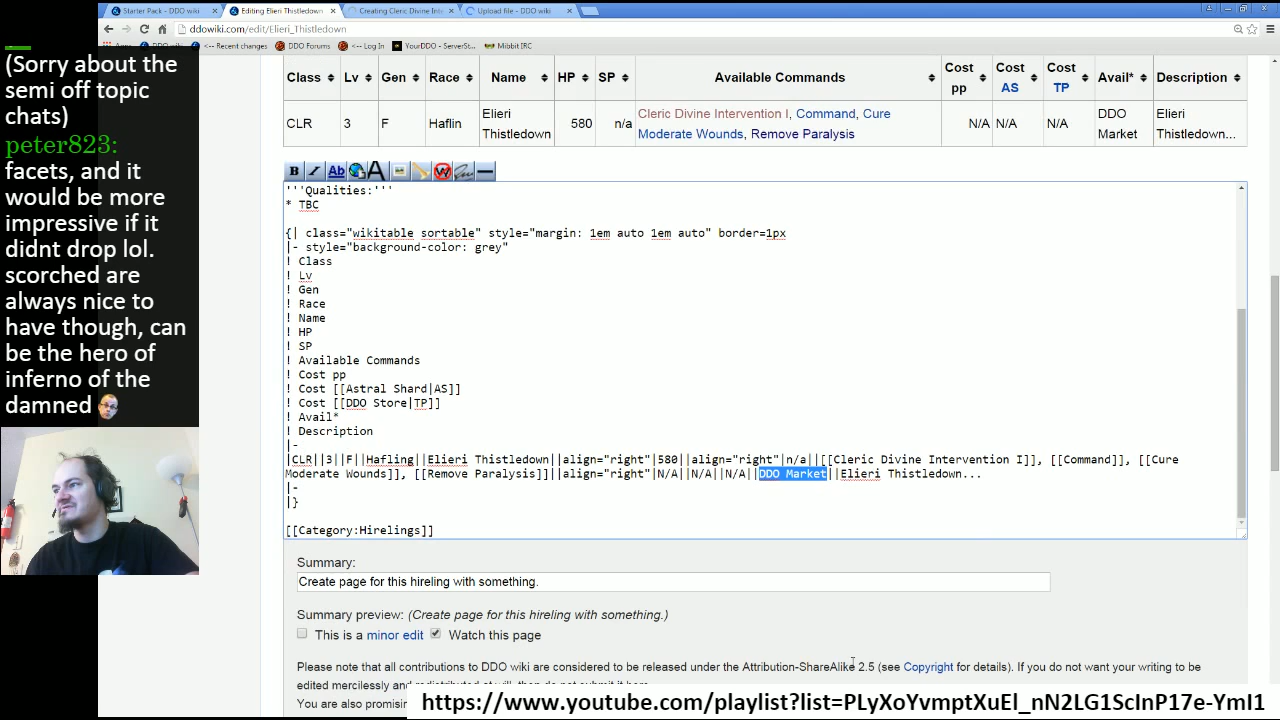 Starter Pack - DDO wiki
Editing Elieri Thistledown
Creating Cleric Divine Inte
Upload file - DDO wiki
ddowiki.com/edit/Elieri_Thistledown
<-- Recent changes
DDO Forums
<-- Log In
YourDDO - ServerSt...
Mibbit IRC
(Sorry about the
semi off topic
chats)
peter823:
facets, and it
would be more
impressive if it
didnt drop lol.
scorched are
always nice to
have though, can
be the hero of
inferno of the
damned
Class Lv Gen Race Name HP SP Available Commands Cost pp Cost AS Cost TP Avail* Description
CLR 3 F Haflin Elieri Thistledown 580 n/a Cleric Divine Intervention I, Command, Cure Moderate Wounds, Remove Paralysis N/A N/A N/A DDO Market Elieri Thistledown...
'''Qualities:'''
* TBC
{| class="wikitable sortable" style="margin: 1em auto 1em auto" border=1px
|- style="background-color: grey"
! Class
! Lv
! Gen
! Race
! Name
! HP
! SP
! Available Commands
! Cost pp
! Cost [[Astral Shard|AS]]
! Cost [[DDO Store|TP]]
! Avail*
! Description
|-
|CLR||3||F||Hafling||Elieri Thistledown||align="right"|580||align="right"|n/a||[[Cleric Divine Intervention I]], [[Command]], [[Cure
Moderate Wounds]], [[Remove Paralysis]]||align="right"|N/A||N/A||N/A||DDO Market||Elieri Thistledown...
|-
|}
[[Category:Hirelings]]
Summary:
Create page for this hireling with something.
Summary preview: (Create page for this hireling with something.)
This is a minor edit Watch this page
Please note that all contributions to DDO wiki are considered to be released under the Attribution-ShareAlike 2.5 (see Copyright for details). If you do not want your writing to be
edited mercilessly and redistributed at will, then do not submit it here.
You are also promisin
https://www.youtube.com/playlist?list=PLyXoYvmptXuEl_nN2LG1ScInP17e-YmI1